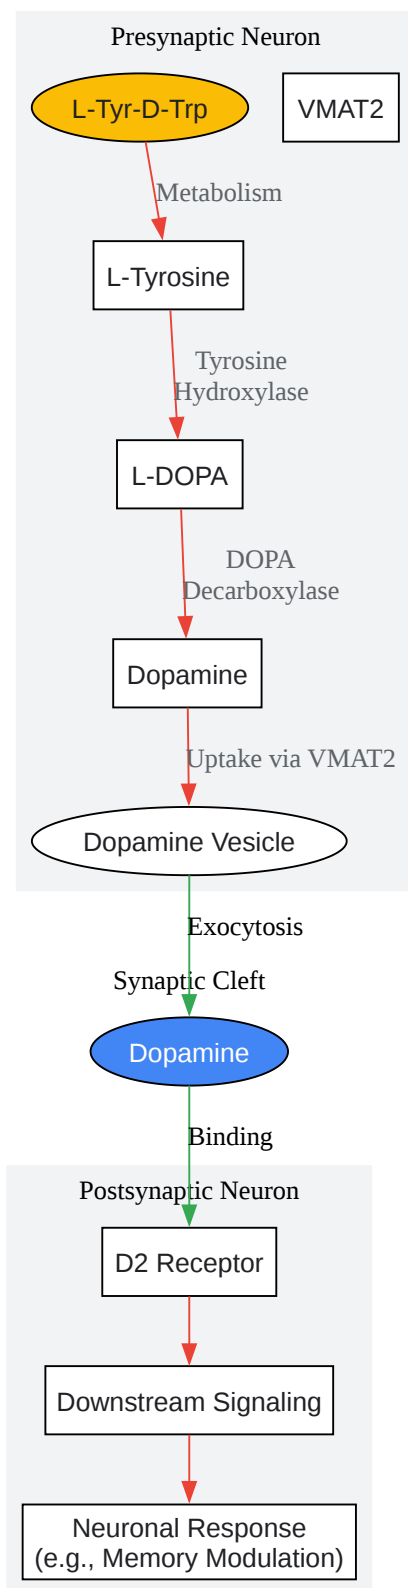 Presynaptic Neuron
L-Tyr-D-Trp
VMAT2
Metabolism
L-Tyrosine
Tyrosine
Hydroxylase
L-DOPA
DOPA
Decarboxylase
Dopamine
Uptake via VMAT2
Dopamine Vesicle
Exocytosis
Synaptic Cleft
Dopamine
Binding
Postsynaptic Neuron
D2 Receptor
Downstream Signaling
Neuronal Response
(e.g., Memory Modulation)